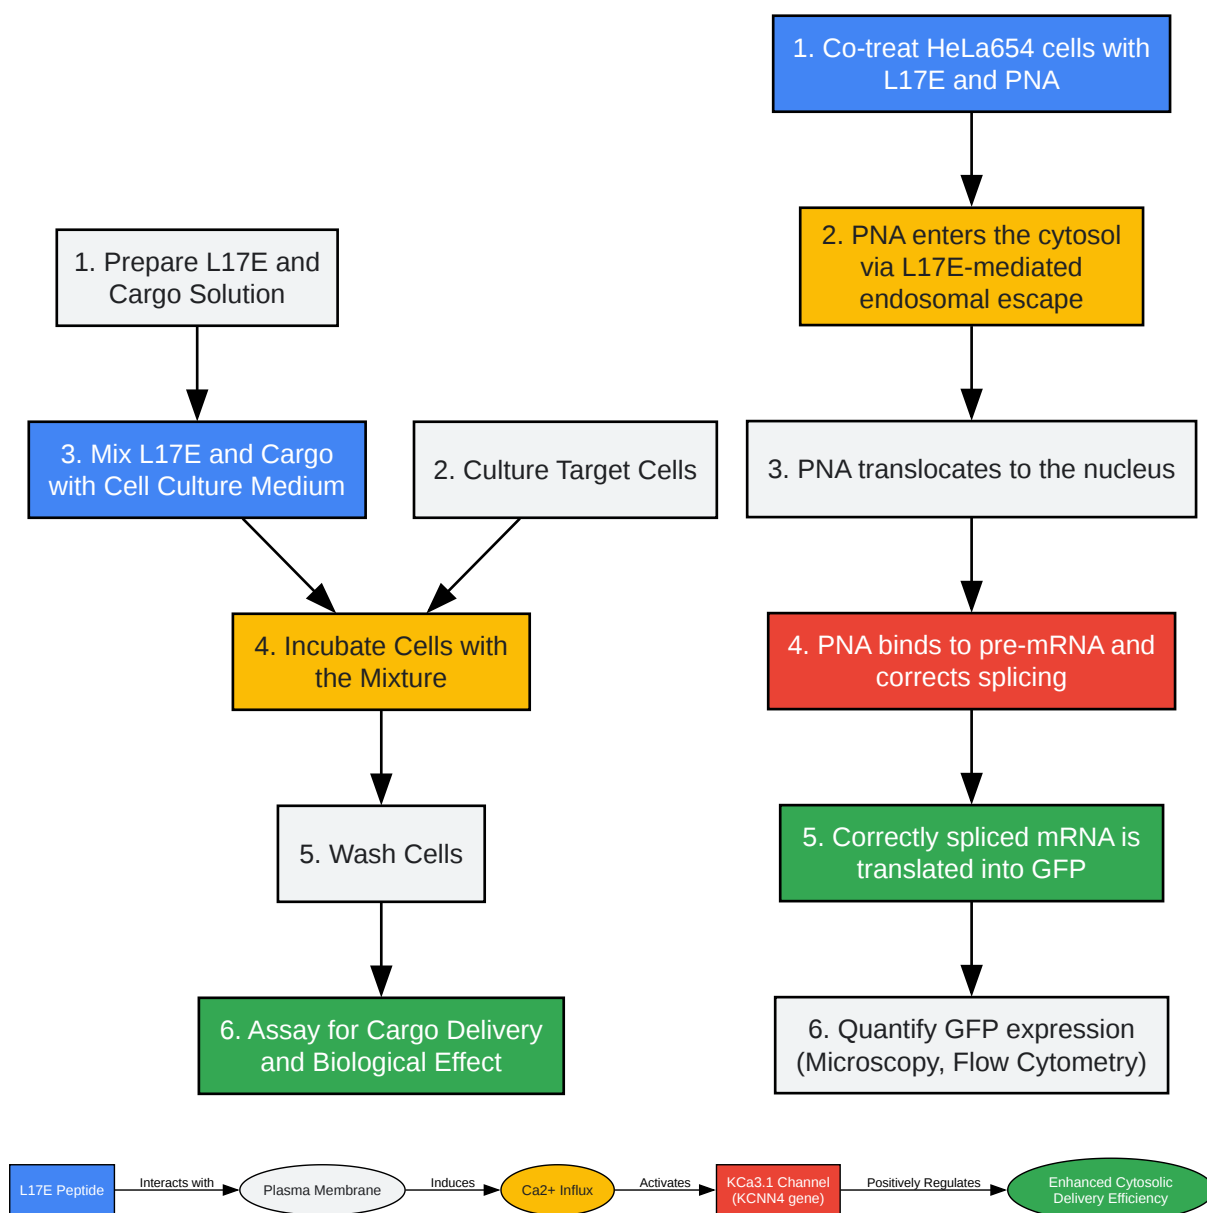 1. Prepare L17E and
Cargo Solution
3. Mix L17E and Cargo
with Cell Culture Medium
2. Culture Target Cells
4. Incubate Cells with
the Mixture
5. Wash Cells
6. Assay for Cargo Delivery
and Biological Effect
1. Co-treat HeLa654 cells with
L17E and PNA
2. PNA enters the cytosol
via L17E-mediated
endosomal escape
3. PNA translocates to the nucleus
4. PNA binds to pre-mRNA and
corrects splicing
5. Correctly spliced mRNA is
translated into GFP
6. Quantify GFP expression
(Microscopy, Flow Cytometry)
L17E Peptide
Interacts with
Plasma Membrane
Induces
Ca2+ Influx
Activates
KCa3.1 Channel
(KCNN4 gene)
Positively Regulates
Enhanced Cytosolic
Delivery Efficiency